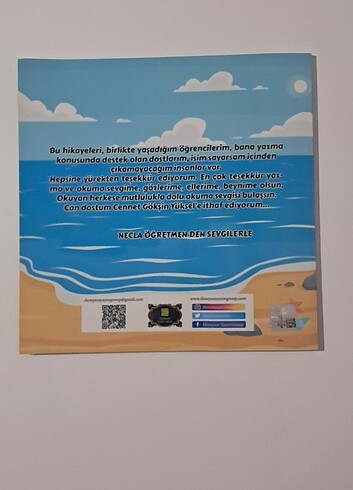 Bu hikayeleri, birlikte yaşadığım öğrencilerim, bana yazma
konusunda destek olan dostlarım, isim sayarsam içinden
çıkamayacağım insanlar var.
Hepsine yürekten teşekkür ediyorum. En çok teşekkür yaz-
ma ve okuma sevgime, gözlerime, ellerime, beynime olsun.
Okuyan herkese mutlulukla dolu okuma sevgisi bulaşsın.
Can dostum Cennet Gökşin Yüksel'e ithaf ediyorum...
NECLA ÖĞRETMEN'DEN SEVGİLERLE